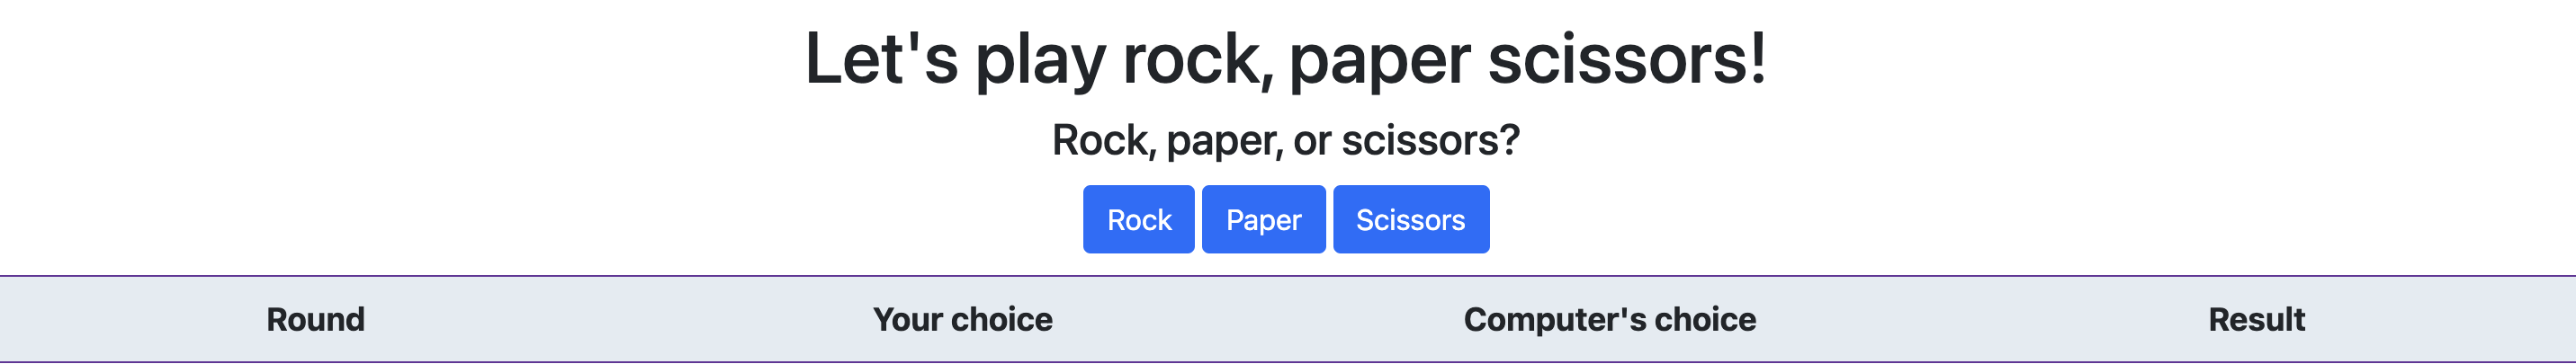 Let's play rock, paper scissors!
Rock, paper, or scissors?
Rock Paper Scissors
Round Your choice Computer's choice Result